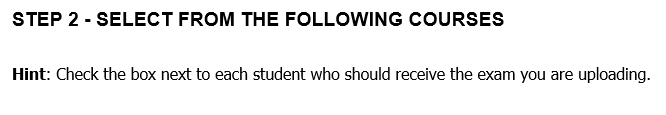 STEP 2 - SELECT FROM THE FOLLOWING COURSES
Hint: Check the box next to each student who should receive the exam you are uploading.